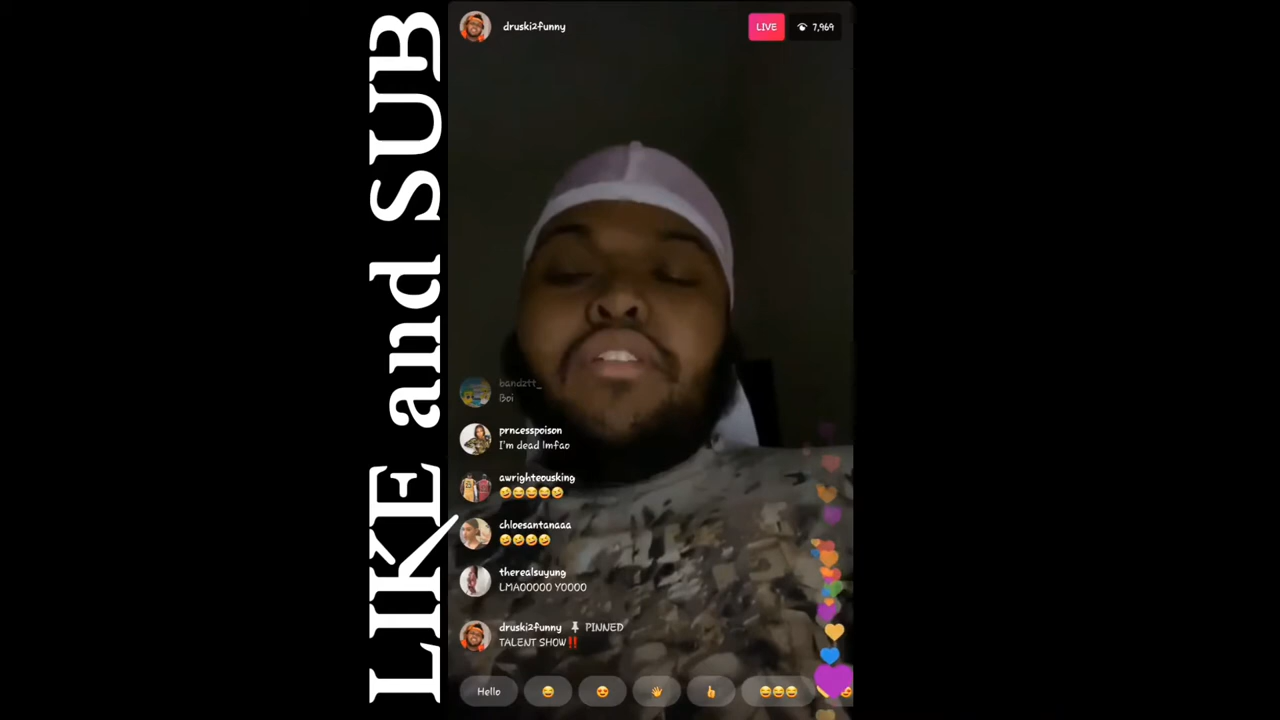 LIKE and SUB
druski2funny
LIVE
7,969
bandztt_
Boi
prncesspoison
I'm dead lmfao
awrighteousking
🤣😂😂😂🤣
chloesantanaaa
🤣🤣🤣🤣
therealsuyung
LMAOOOOO YOOOO
druski2funny 📌 PINNED
TALENT SHOW‼️
Hello